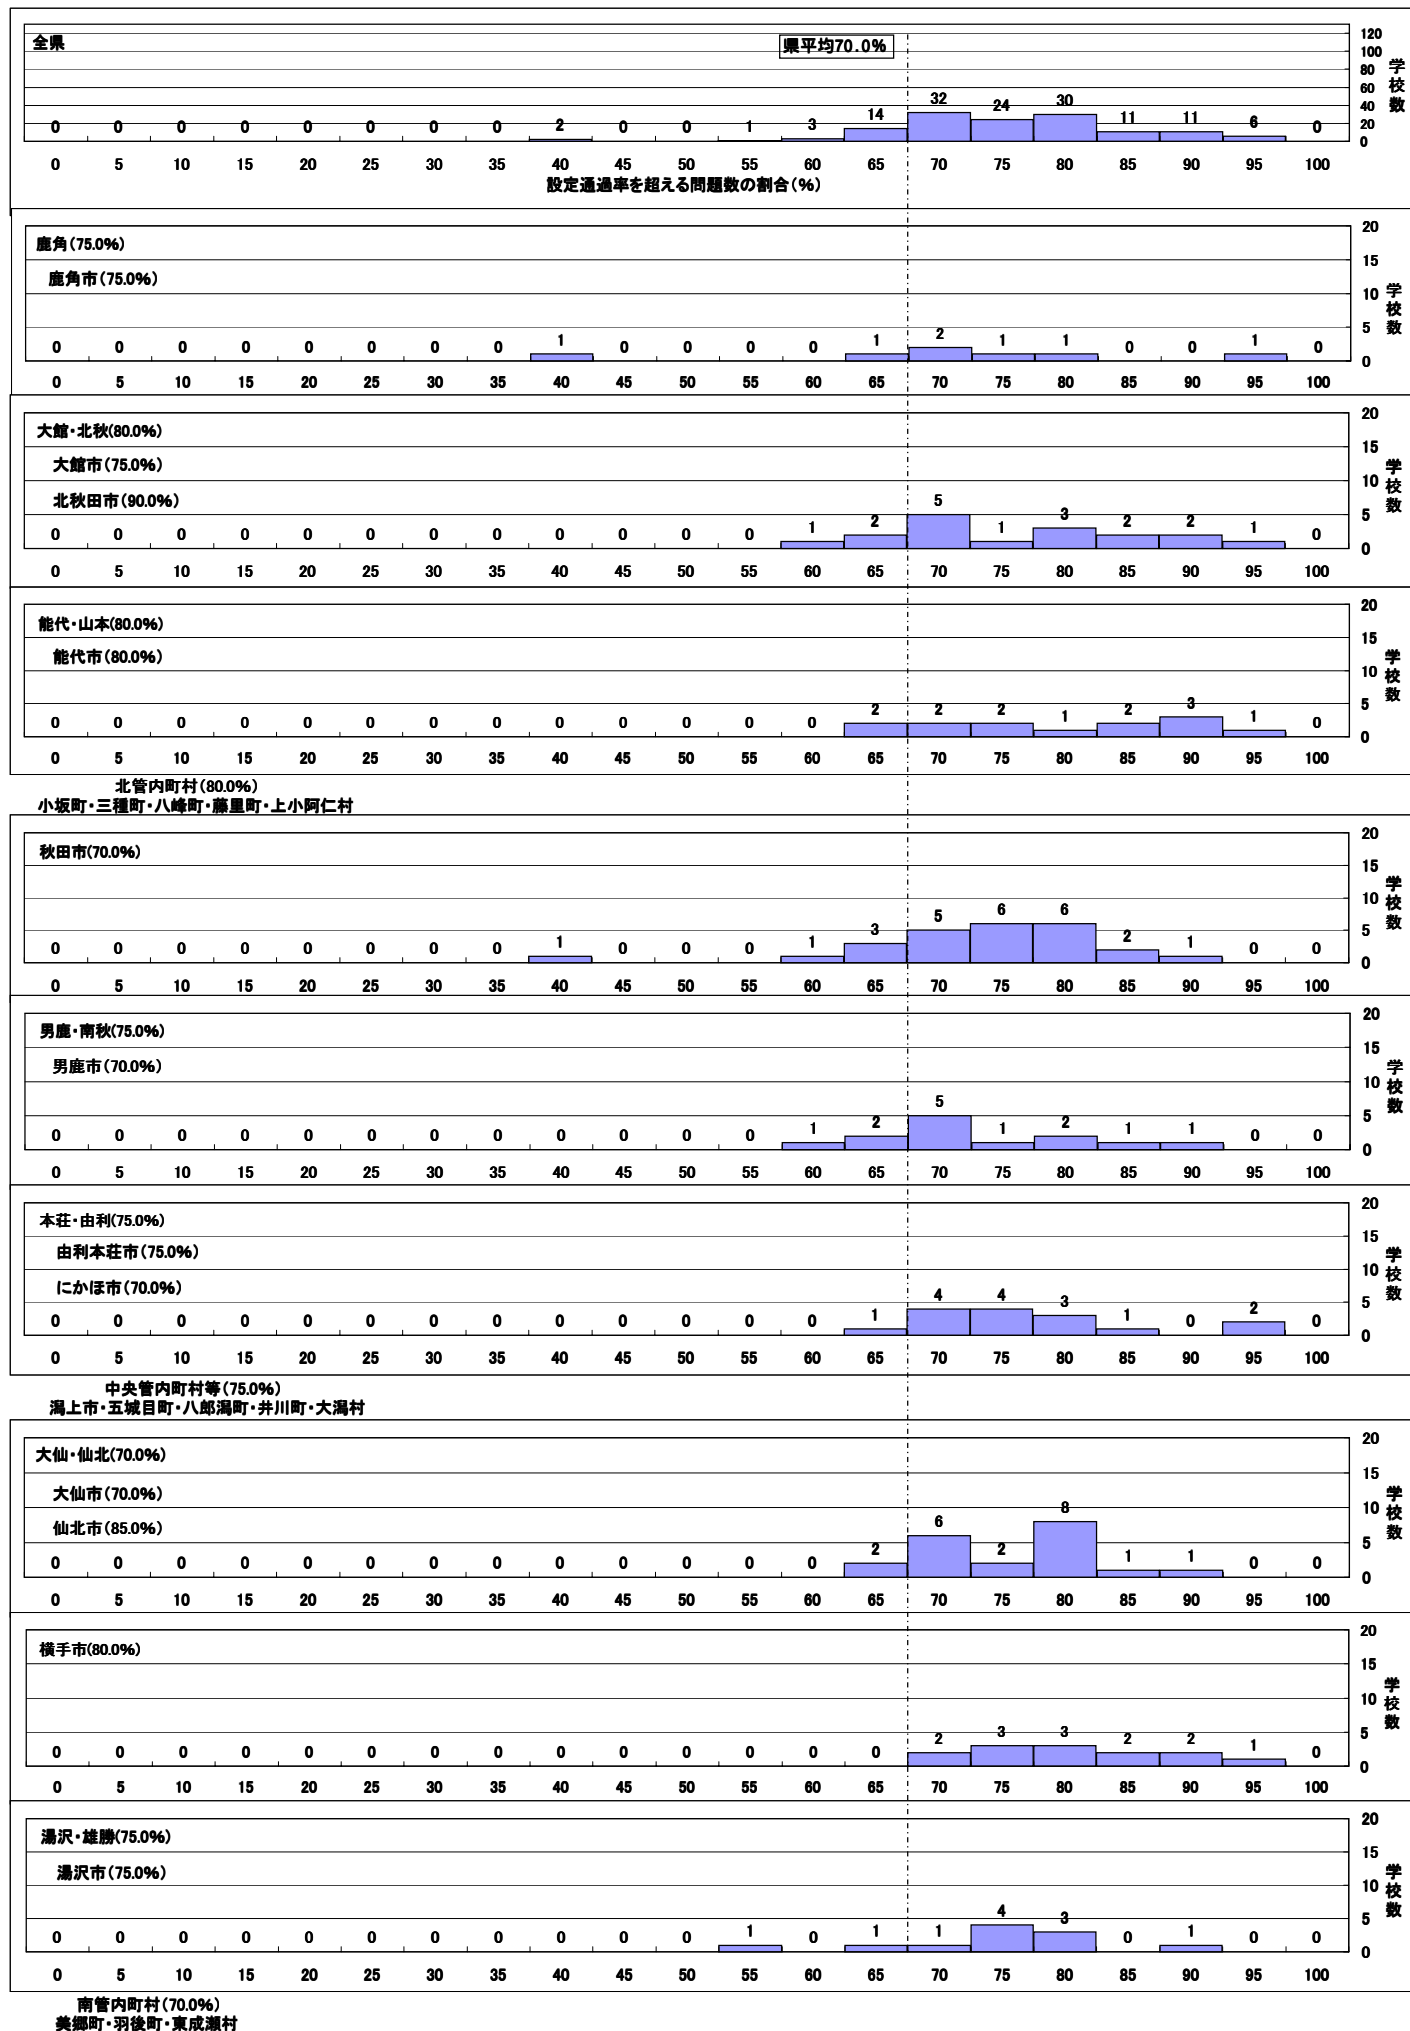 全県
県平均70.0%
120
100
80
60
40
20
0
学校数
0 0 0 0 0 0 0 0 2 0 0 1 3 14 32 24 30 11 11 6 0
0 5 10 15 20 25 30 35 40 45 50 55 60 65 70 75 80 85 90 95 100
設定通過率を超える問題数の割合(%)
鹿角(75.0%)
鹿角市(75.0%)
20
15
10
5
0
学校数
0 0 0 0 0 0 0 0 1 0 0 0 0 1 2 1 1 0 0 1 0
0 5 10 15 20 25 30 35 40 45 50 55 60 65 70 75 80 85 90 95 100
大館・北秋(80.0%)
大館市(75.0%)
北秋田市(90.0%)
20
15
10
5
0
学校数
0 0 0 0 0 0 0 0 0 0 0 0 1 2 5 1 3 2 2 1 0
0 5 10 15 20 25 30 35 40 45 50 55 60 65 70 75 80 85 90 95 100
能代・山本(80.0%)
能代市(80.0%)
20
15
10
5
0
学校数
0 0 0 0 0 0 0 0 0 0 0 0 0 2 2 2 1 2 3 1 0
0 5 10 15 20 25 30 35 40 45 50 55 60 65 70 75 80 85 90 95 100
北管内町村(80.0%)
小坂町・三種町・八峰町・藤里町・上小阿仁村
秋田市(70.0%)
20
15
10
5
0
学校数
0 0 0 0 0 0 0 0 1 0 0 0 1 3 5 6 6 2 1 0 0
0 5 10 15 20 25 30 35 40 45 50 55 60 65 70 75 80 85 90 95 100
男鹿・南秋(75.0%)
男鹿市(70.0%)
20
15
10
5
0
学校数
0 0 0 0 0 0 0 0 0 0 0 0 1 2 5 1 2 1 1 0 0
0 5 10 15 20 25 30 35 40 45 50 55 60 65 70 75 80 85 90 95 100
本荘・由利(75.0%)
由利本荘市(75.0%)
にかほ市(70.0%)
20
15
10
5
0
学校数
0 0 0 0 0 0 0 0 0 0 0 0 0 1 4 4 3 1 0 2 0
0 5 10 15 20 25 30 35 40 45 50 55 60 65 70 75 80 85 90 95 100
中央管内町村等(75.0%)
潟上市・五城目町・八郎潟町・井川町・大潟村
大仙・仙北(70.0%)
大仙市(70.0%)
仙北市(85.0%)
20
15
10
5
0
学校数
0 0 0 0 0 0 0 0 0 0 0 0 0 2 6 2 8 1 1 0 0
0 5 10 15 20 25 30 35 40 45 50 55 60 65 70 75 80 85 90 95 100
横手市(80.0%)
20
15
10
5
0
学校数
0 0 0 0 0 0 0 0 0 0 0 0 0 0 2 3 3 2 2 1 0
0 5 10 15 20 25 30 35 40 45 50 55 60 65 70 75 80 85 90 95 100
湯沢・雄勝(75.0%)
湯沢市(75.0%)
20
15
10
5
0
学校数
0 0 0 0 0 0 0 0 0 0 0 1 0 1 1 4 3 0 1 0 0
0 5 10 15 20 25 30 35 40 45 50 55 60 65 70 75 80 85 90 95 100
南管内町村(70.0%)
美郷町・羽後町・東成瀬村